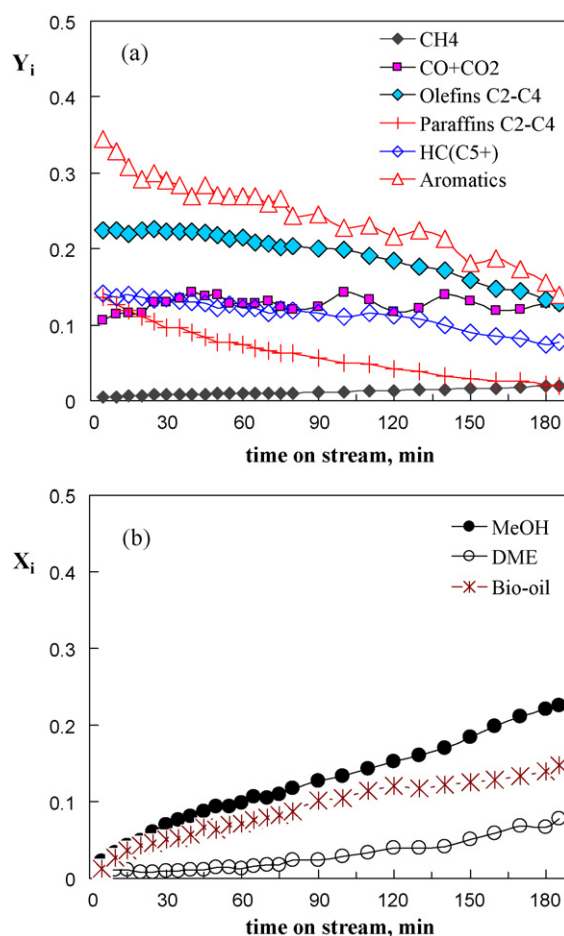 0.5
Yᵢ
(a)
CH4
CO+CO2
Olefins C2-C4
Paraffins C2-C4
HC(C5+)
Aromatics
0.4
0.3
0.2
0.1
0
0 30 60 90 120 150 180
time on stream, min
0.5
Xᵢ
(b)
MeOH
DME
Bio-oil
0.4
0.3
0.2
0.1
0
0 30 60 90 120 150 180
time on stream, min